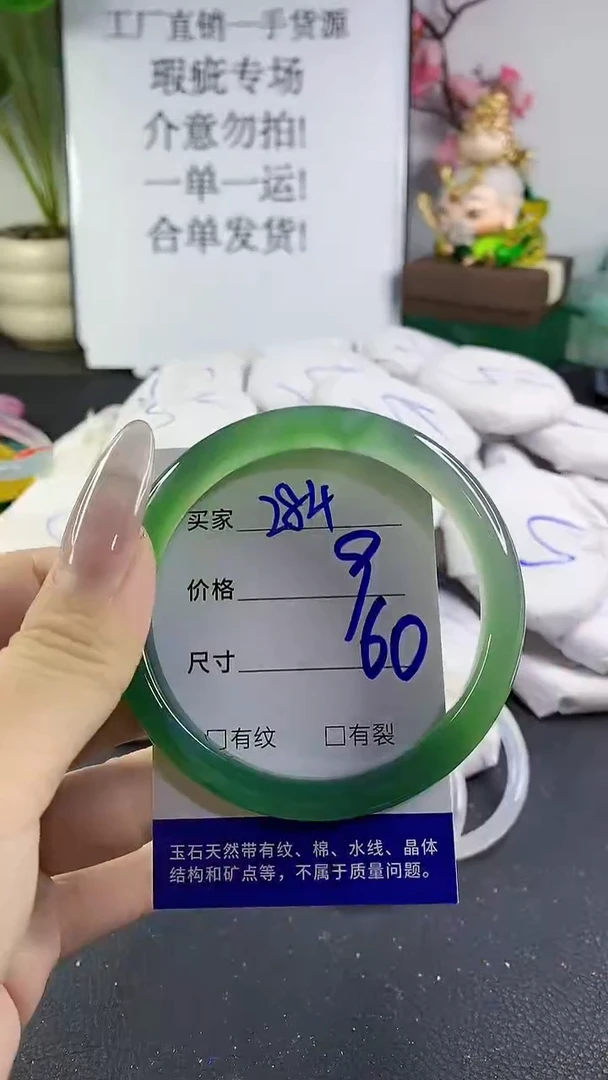 工厂直销一手货源
瑕疵专场
介意勿拍!
一单一运!
合单发货!
买家 284
价格 9
尺寸 60
□有纹 □有裂
玉石天然带有纹、棉、水线、晶体
结构和矿点等，不属于质量问题。